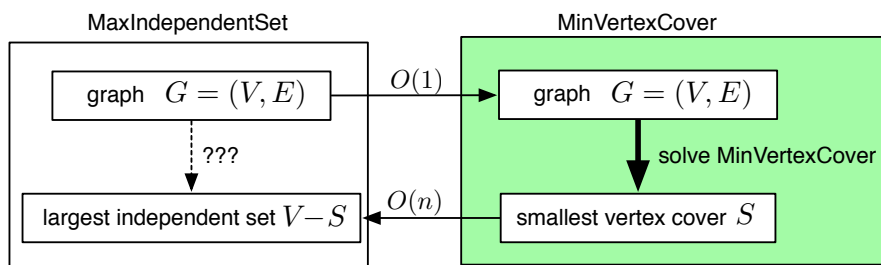 MaxIndependentSet
MinVertexCover
graph G = (V, E)
O(1)
graph G = (V, E)
???
solve MinVertexCover
largest independent set V−S
O(n)
smallest vertex cover S